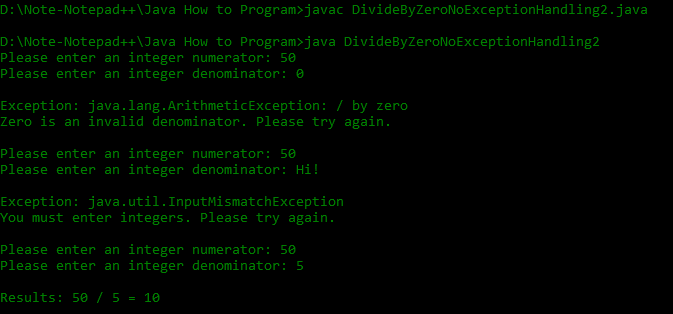 D:\Note-Notepad++\Java How to Program>javac DivideByZeroNoExceptionHandling2.java
D:\Note-Notepad++\Java How to Program>java DivideByZeroNoExceptionHandling2
Please enter an integer numerator: 50
Please enter an integer denominator: 0
Exception: java.lang.ArithmeticException: / by zero
Zero is an invalid denominator. Please try again.
Please enter an integer numerator: 50
Please enter an integer denominator: Hi!
Exception: java.util.InputMismatchException
You must enter integers. Please try again.
Please enter an integer numerator: 50
Please enter an integer denominator: 5
Results: 50 / 5 = 10